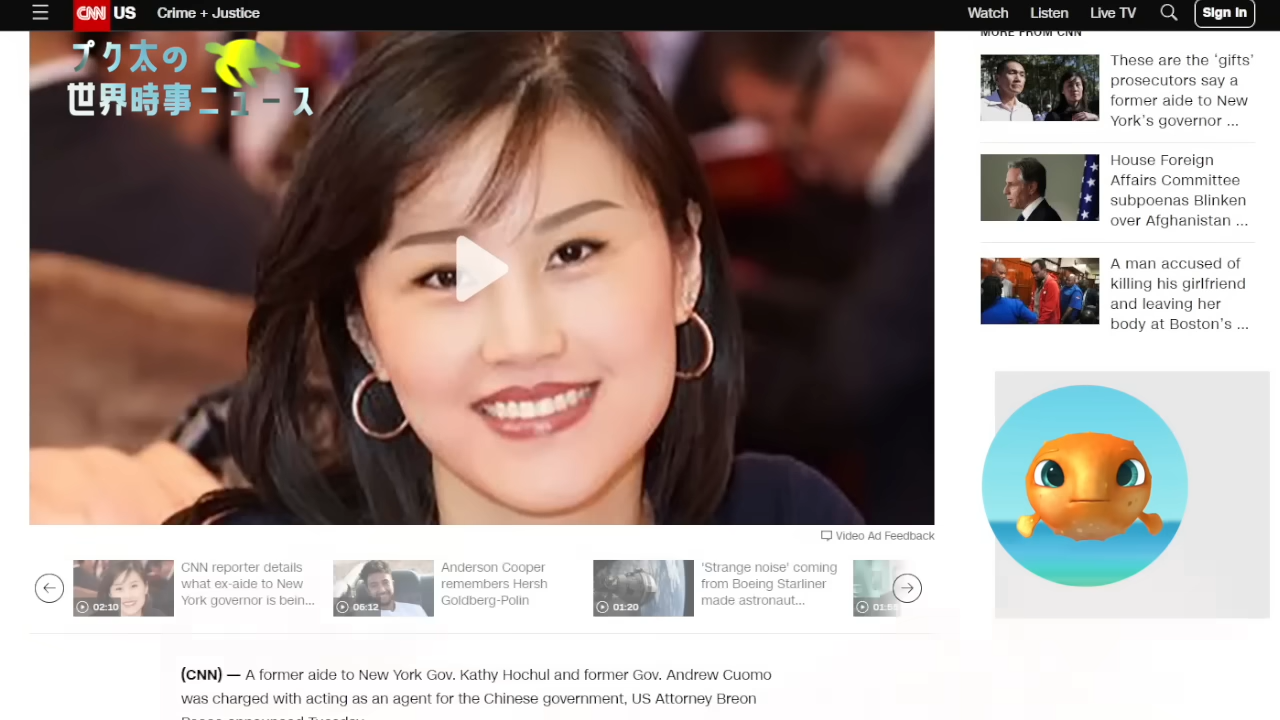 CNN US Crime + Justice Watch Listen Live TV Sign In
プク太の
世界時事ニュース
MORE FROM CNN
These are the ‘gifts’
prosecutors say a
former aide to New
York’s governor ...
House Foreign
Affairs Committee
subpoenas Blinken
over Afghanistan ...
A man accused of
killing his girlfriend
and leaving her
body at Boston’s ...
Video Ad Feedback
CNN reporter details
what ex-aide to New
York governor is bein...
02:10
Anderson Cooper
remembers Hersh
Goldberg-Polin
06:12
'Strange noise' coming
from Boeing Starliner
made astronaut...
01:20
(CNN) — A former aide to New York Gov. Kathy Hochul and former Gov. Andrew Cuomo
was charged with acting as an agent for the Chinese government, US Attorney Breon